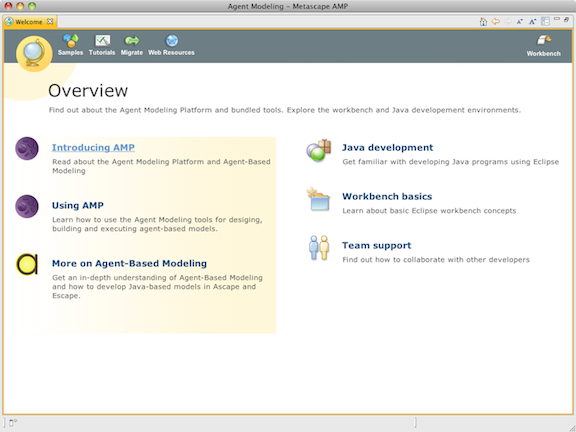 Agent Modeling – Metascape AMP
Welcome
Samples Tutorials Migrate Web Resources
Workbench
Overview
Find out about the Agent Modeling Platform and bundled tools. Explore the workbench and Java developement environments.
Introducing AMP
Read about the Agent Modeling Platform and Agent-Based
Modeling
Using AMP
Learn how to use the Agent Modeling tools for desiging,
building and executing agent-based models.
a
More on Agent-Based Modeling
Get an in-depth understanding of Agent-Based Modeling
and how to develop Java-based models in Ascape and
Escape.
Java development
Get familiar with developing Java programs using Eclipse
Workbench basics
Learn about basic Eclipse workbench concepts
Team support
Find out how to collaborate with other developers